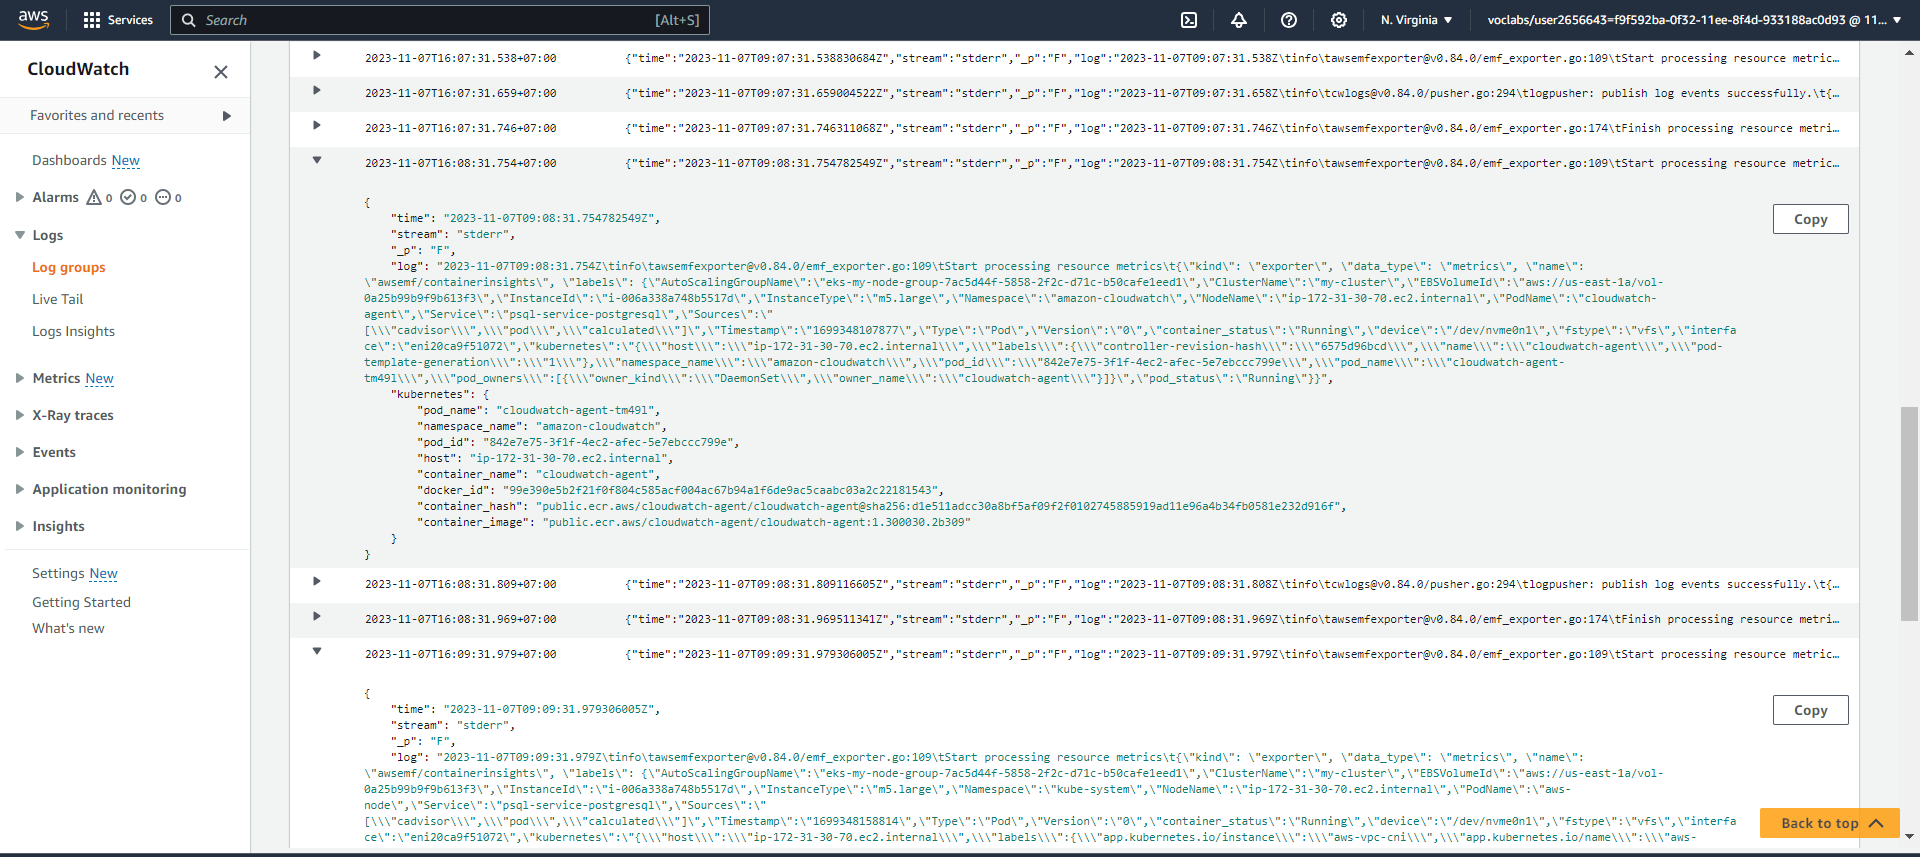 aws
Services
Search
[Alt+S]
N. Virginia
voclabs/user2656643=f9f592ba-0f32-11ee-8f4d-933188ac0d93 @ 11...
CloudWatch
Favorites and recents
Dashboards New
Alarms 0 0 0
Logs
Log groups
Live Tail
Logs Insights
Metrics New
X-Ray traces
Events
Application monitoring
Insights
Settings New
Getting Started
What's new
2023-11-07T16:07:31.538+07:00 {"time":"2023-11-07T09:07:31.538830684Z","stream":"stderr","_p":"F","log":"2023-11-07T09:07:31.538Z\tinfo\tawsemfexporter@v0.84.0/emf_exporter.go:109\tStart processing resource metric…
2023-11-07T16:07:31.659+07:00 {"time":"2023-11-07T09:07:31.659004522Z","stream":"stderr","_p":"F","log":"2023-11-07T09:07:31.658Z\tinfo\tcwlogs@v0.84.0/pusher.go:294\tlogpusher: publish log events successfully.\t{…
2023-11-07T16:07:31.746+07:00 {"time":"2023-11-07T09:07:31.746311068Z","stream":"stderr","_p":"F","log":"2023-11-07T09:07:31.746Z\tinfo\tawsemfexporter@v0.84.0/emf_exporter.go:174\tFinish processing resource metri…
2023-11-07T16:08:31.754+07:00 {"time":"2023-11-07T09:08:31.754782549Z","stream":"stderr","_p":"F","log":"2023-11-07T09:08:31.754Z\tinfo\tawsemfexporter@v0.84.0/emf_exporter.go:109\tStart processing resource metric…
Copy
{
"time": "2023-11-07T09:08:31.754782549Z",
"stream": "stderr",
"_p": "F",
"log": "2023-11-07T09:08:31.754Z\tinfo\tawsemfexporter@v0.84.0/emf_exporter.go:109\tStart processing resource metrics\t{\"kind\": \"exporter\", \"data_type\": \"metrics\", \"name\":
\"awsemf/containerinsights\", \"labels\": {\"AutoScalingGroupName\":\"eks-my-node-group-7ac5d44f-5858-2f2c-d71c-b50cafe1eed1\",\"ClusterName\":\"my-cluster\",\"EBSVolumeId\":\"aws://us-east-1a/vol-
0a25b99b9f9b613f3\",\"InstanceId\":\"i-006a338a748b5517d\",\"InstanceType\":\"m5.large\",\"Namespace\":\"amazon-cloudwatch\",\"NodeName\":\"ip-172-31-30-70.ec2.internal\",\"PodName\":\"cloudwatch-
agent\",\"Service\":\"psql-service-postgresql\",\"Sources\":\"
[\\\"cadvisor\\\",\\\"pod\\\",\\\"calculated\\\"]\",\"Timestamp\":\"1699348107877\",\"Type\":\"Pod\",\"Version\":\"0\",\"container_status\":\"Running\",\"device\":\"/dev/nvme0n1\",\"fstype\":\"vfs\",\"interfa
ce\":\"eni20ca9f51072\",\"kubernetes\":\"{\\\"host\\\":\\\"ip-172-31-30-70.ec2.internal\\\",\\\"labels\\\":{\\\"controller-revision-hash\\\":\\\"6575d96bcd\\\",\\\"name\\\":\\\"cloudwatch-agent\\\",\\\"pod-
template-generation\\\":\\\"1\\\"},\\\"namespace_name\\\":\\\"amazon-cloudwatch\\\",\\\"pod_id\\\":\\\"842e7e75-3f1f-4ec2-afec-5e7ebccc799e\\\",\\\"pod_name\\\":\\\"cloudwatch-agent-
tm49l\\\",\\\"pod_owners\\\":[{\\\"owner_kind\\\":\\\"DaemonSet\\\",\\\"owner_name\\\":\\\"cloudwatch-agent\\\"}]}\",\"pod_status\":\"Running\"}}",
"kubernetes": {
"pod_name": "cloudwatch-agent-tm49l",
"namespace_name": "amazon-cloudwatch",
"pod_id": "842e7e75-3f1f-4ec2-afec-5e7ebccc799e",
"host": "ip-172-31-30-70.ec2.internal",
"container_name": "cloudwatch-agent",
"docker_id": "99e390e5b2f21f0f804c585acf004ac67b94a1f6de9ac5caabc03a2c22181543",
"container_hash": "public.ecr.aws/cloudwatch-agent/cloudwatch-agent@sha256:d1e511adcc30a8bf5af09f2f0102745885919ad11e96a4b34fb0581e232d916f",
"container_image": "public.ecr.aws/cloudwatch-agent/cloudwatch-agent:1.300030.2b309"
}
}
2023-11-07T16:08:31.809+07:00 {"time":"2023-11-07T09:08:31.809116605Z","stream":"stderr","_p":"F","log":"2023-11-07T09:08:31.808Z\tinfo\tcwlogs@v0.84.0/pusher.go:294\tlogpusher: publish log events successfully.\t{…
2023-11-07T16:08:31.969+07:00 {"time":"2023-11-07T09:08:31.969511341Z","stream":"stderr","_p":"F","log":"2023-11-07T09:08:31.969Z\tinfo\tawsemfexporter@v0.84.0/emf_exporter.go:174\tFinish processing resource metri…
2023-11-07T16:09:31.979+07:00 {"time":"2023-11-07T09:09:31.979306005Z","stream":"stderr","_p":"F","log":"2023-11-07T09:09:31.979Z\tinfo\tawsemfexporter@v0.84.0/emf_exporter.go:109\tStart processing resource metric…
Copy
{
"time": "2023-11-07T09:09:31.979306005Z",
"stream": "stderr",
"_p": "F",
"log": "2023-11-07T09:09:31.979Z\tinfo\tawsemfexporter@v0.84.0/emf_exporter.go:109\tStart processing resource metrics\t{\"kind\": \"exporter\", \"data_type\": \"metrics\", \"name\":
\"awsemf/containerinsights\", \"labels\": {\"AutoScalingGroupName\":\"eks-my-node-group-7ac5d44f-5858-2f2c-d71c-b50cafe1eed1\",\"ClusterName\":\"my-cluster\",\"EBSVolumeId\":\"aws://us-east-1a/vol-
0a25b99b9f9b613f3\",\"InstanceId\":\"i-006a338a748b5517d\",\"InstanceType\":\"m5.large\",\"Namespace\":\"kube-system\",\"NodeName\":\"ip-172-31-30-70.ec2.internal\",\"PodName\":\"aws-
node\",\"Service\":\"psql-service-postgresql\",\"Sources\":\"
[\\\"cadvisor\\\",\\\"pod\\\",\\\"calculated\\\"]\",\"Timestamp\":\"1699348158814\",\"Type\":\"Pod\",\"Version\":\"0\",\"container_status\":\"Running\",\"device\":\"/dev/nvme0n1\",\"fstype\":\"vfs\",\"interfa
ce\":\"eni20ca9f51072\",\"kubernetes\":\"{\\\"host\\\":\\\"ip-172-31-30-70.ec2.internal\\\",\\\"labels\\\":{\\\"app.kubernetes.io/instance\\\":\\\"aws-vpc-cni\\\",\\\"app.kubernetes.io/name\\\":\\\"aws-
Back to top